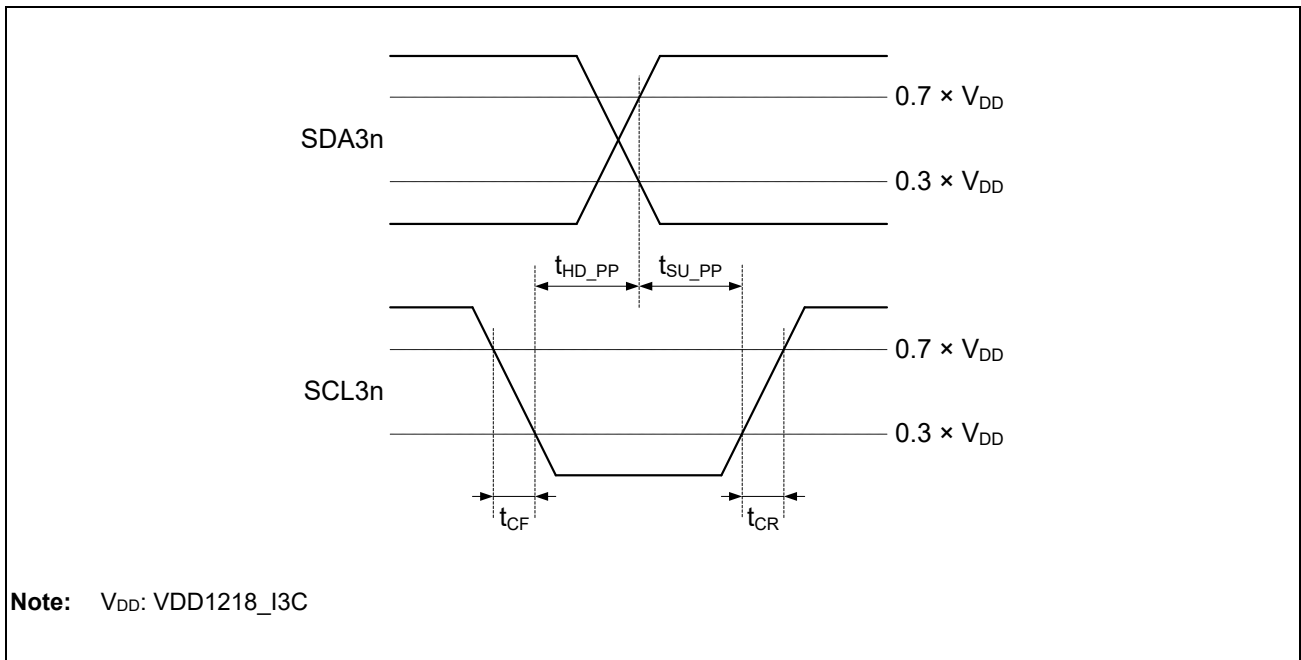 0.7 × VDD
SDA3n
0.3 × VDD
tHD_PP tSU_PP
0.7 × VDD
SCL3n
0.3 × VDD
tCF tCR
Note: VDD: VDD1218_I3C